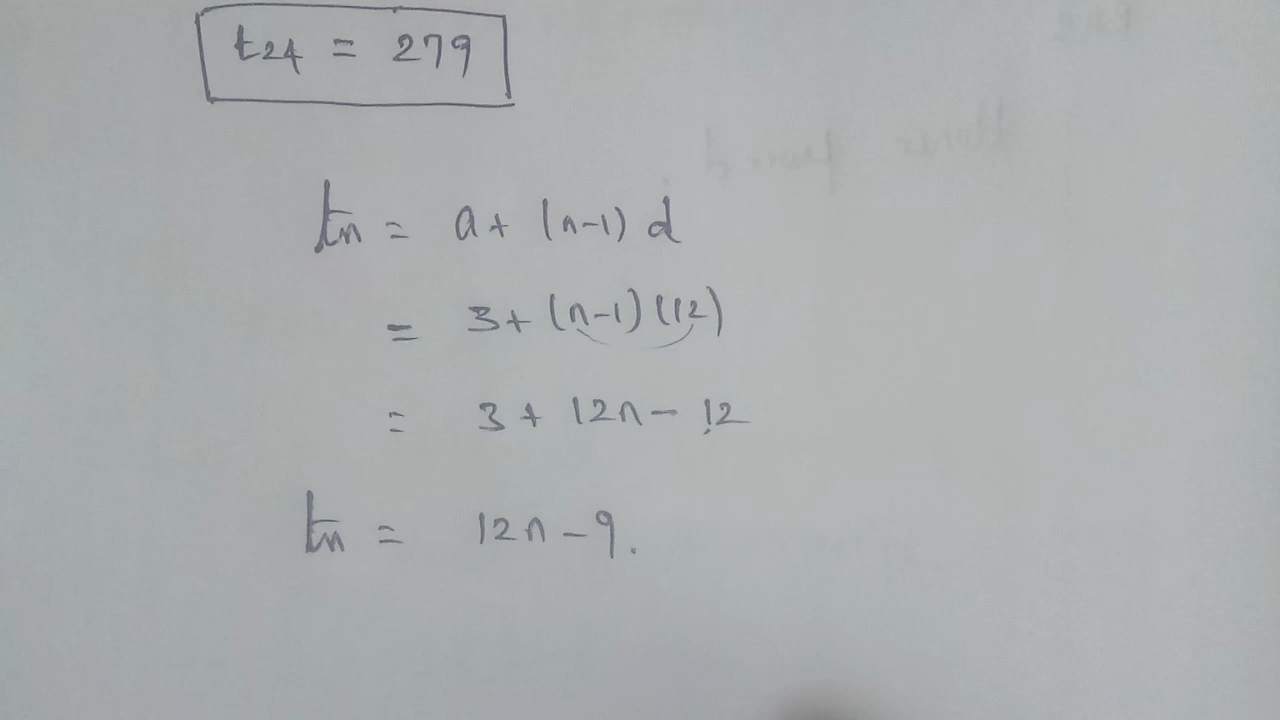 t24 = 279
tn = a + (n-1) d
= 3 + (n-1) (12)
= 3 + 12n - 12
tn = 12n - 9.